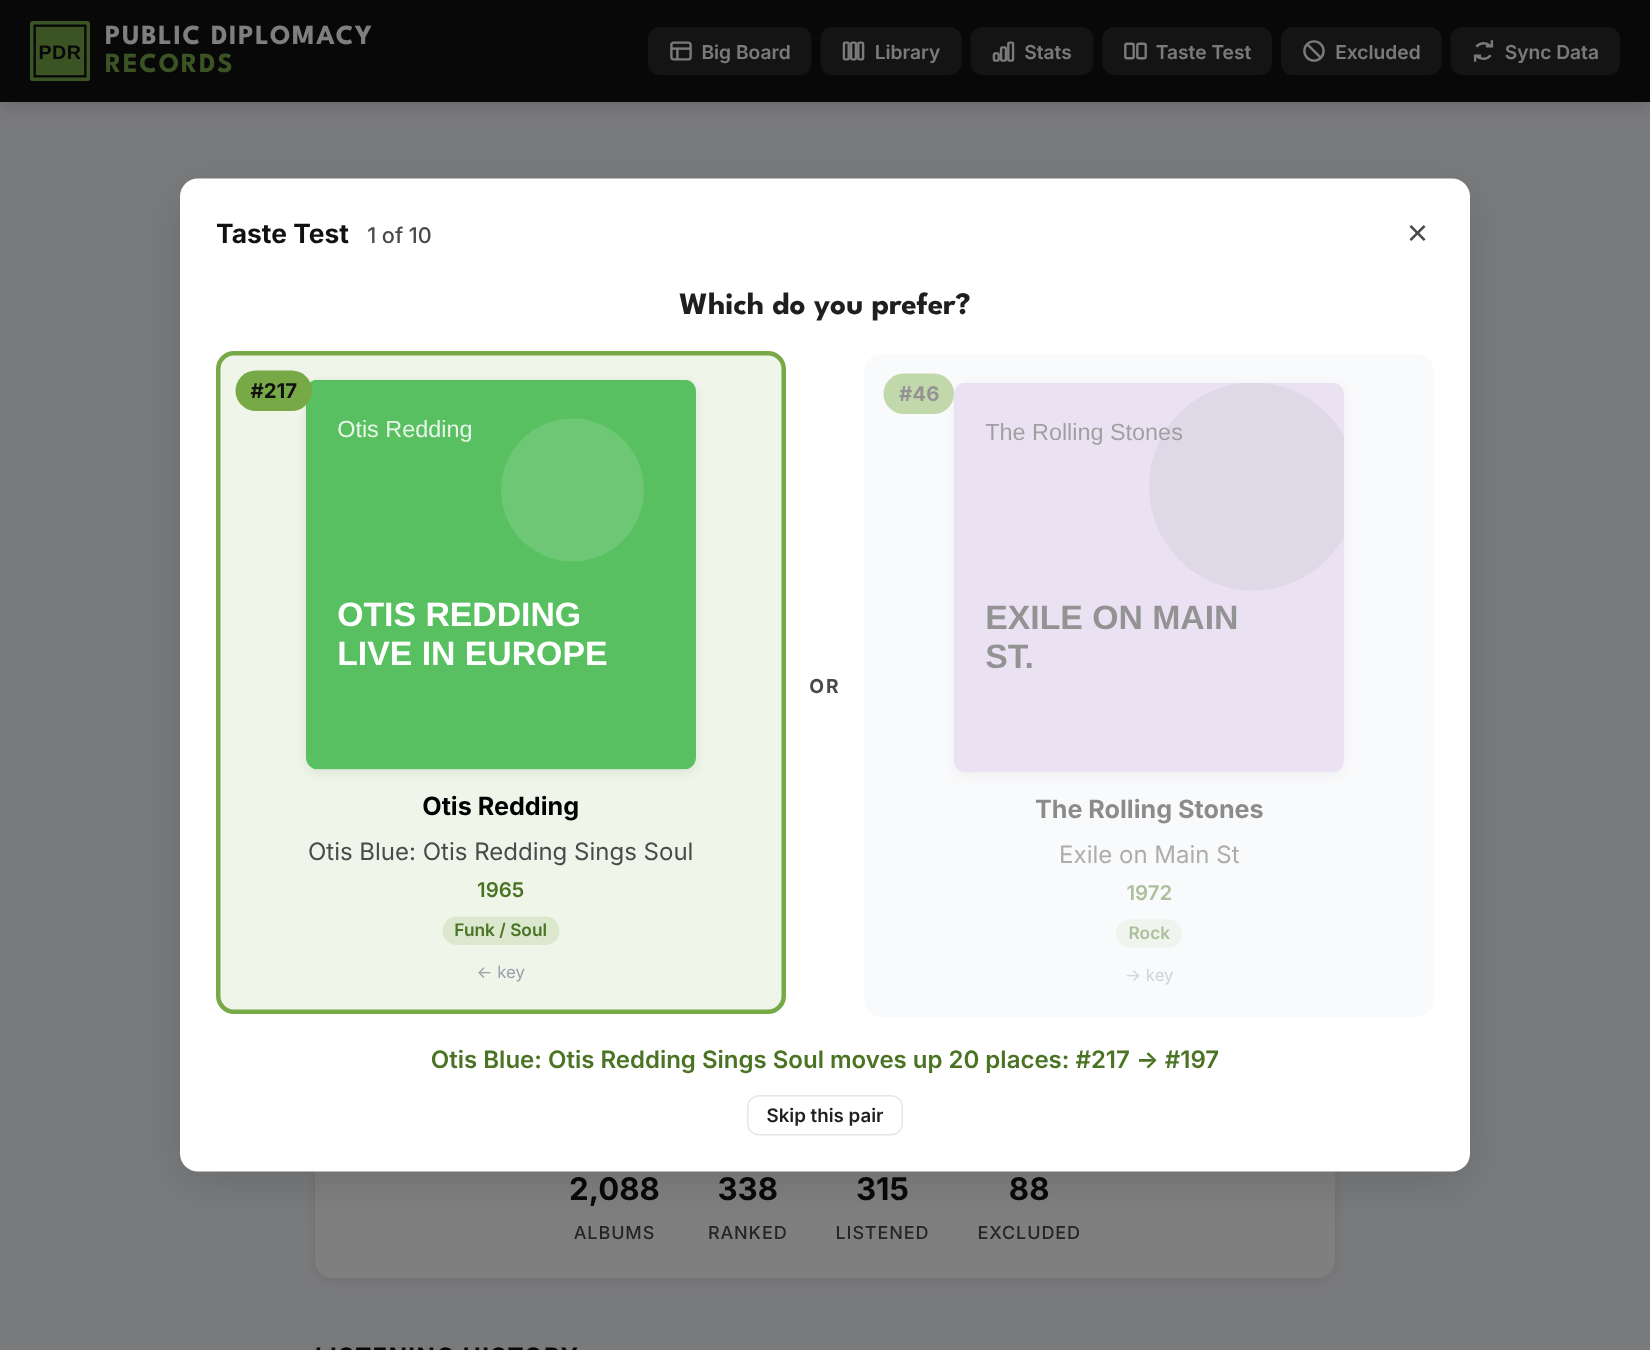 PDR
PUBLIC DIPLOMACY
RECORDS
Big Board
Library
Stats
Taste Test
Excluded
Sync Data
Taste Test 1 of 10
×
Which do you prefer?
#217
Otis Redding
OTIS REDDING
LIVE IN EUROPE
Otis Redding
Otis Blue: Otis Redding Sings Soul
1965
Funk / Soul
← key
OR
#46
The Rolling Stones
EXILE ON MAIN
ST.
The Rolling Stones
Exile on Main St
1972
Rock
→ key
Otis Blue: Otis Redding Sings Soul moves up 20 places: #217 → #197
Skip this pair
2,088 338 315 88
ALBUMS RANKED LISTENED EXCLUDED
LISTENING HISTORY